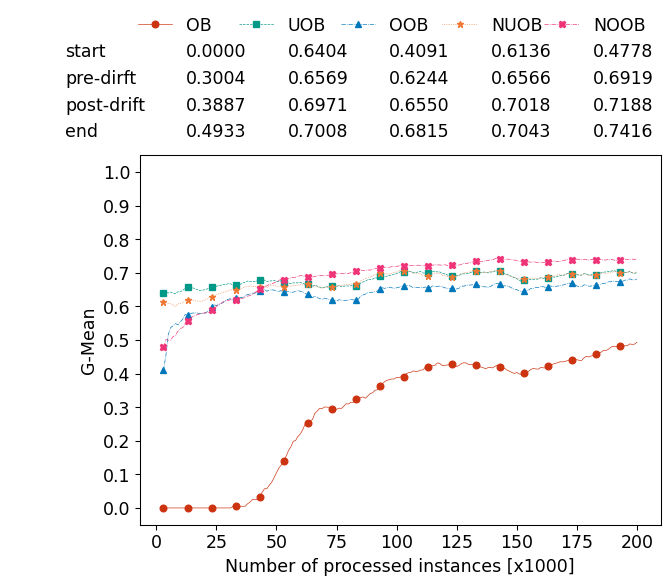 OB UOB OOB NUOB NOOB
start 0.0000 0.6404 0.4091 0.6136 0.4778
pre-dirft 0.3004 0.6569 0.6244 0.6566 0.6919
post-drift 0.3887 0.6971 0.6550 0.7018 0.7188
end 0.4933 0.7008 0.6815 0.7043 0.7416
1.0
0.9
0.8
0.7
0.6
0.5
0.4
0.3
0.2
0.1
0.0
G-Mean
0 25 50 75 100 125 150 175 200
Number of processed instances [x1000]